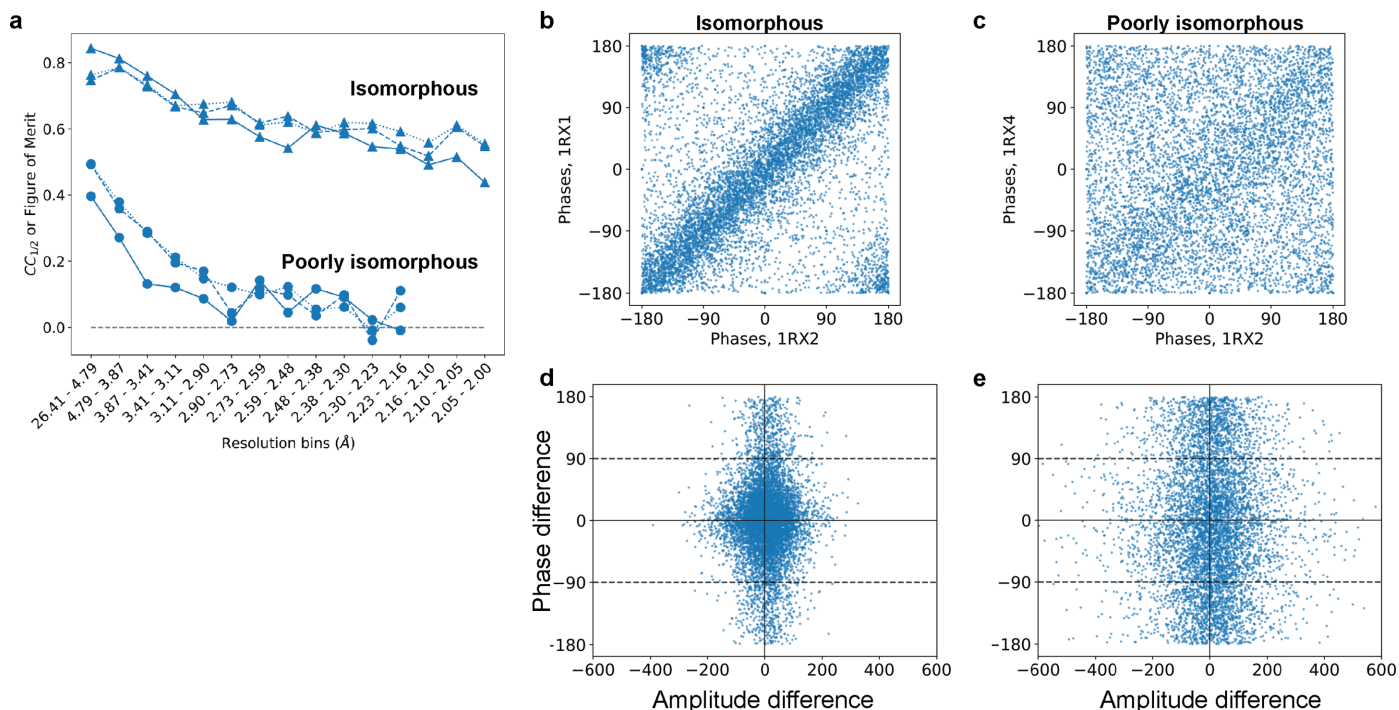 a
CC1/2 or Figure of Merit
0.8
0.6
0.4
0.2
0.0
Isomorphous
Poorly isomorphous
26.41 - 4.79
4.79 - 3.87
3.87 - 3.41
3.41 - 3.11
3.11 - 2.90
2.90 - 2.73
2.73 - 2.59
2.59 - 2.48
2.48 - 2.38
2.38 - 2.30
2.30 - 2.23
2.23 - 2.16
2.16 - 2.10
2.10 - 2.05
2.05 - 2.00
Resolution bins (Å)
b
Isomorphous
Phases, 1RX1
180
90
0
−90
−180
−180 −90 0 90 180
Phases, 1RX2
c
Poorly isomorphous
Phases, 1RX4
180
90
0
−90
−180
−180 −90 0 90 180
Phases, 1RX2
d
Phase difference
180
90
0
−90
-180
−600 −400 −200 0 200 400 600
Amplitude difference
e
180
90
0
−90
−180
−600 −400 −200 0 200 400 600
Amplitude difference